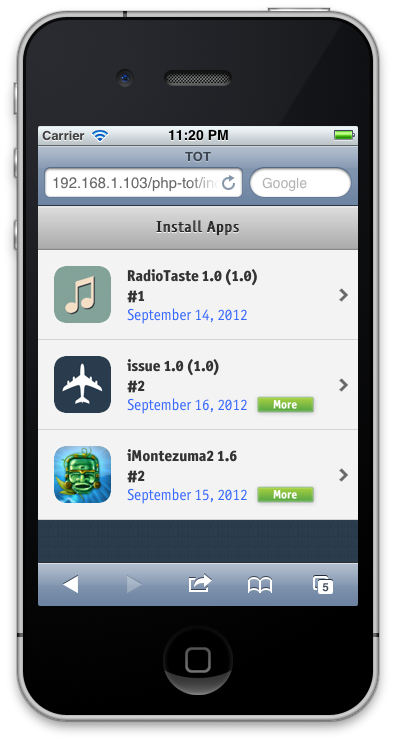 Carrier 11:20 PM
TOT
192.168.1.103/php-tot/in
Google
Install Apps
RadioTaste 1.0 (1.0)
#1
September 14, 2012
issue 1.0 (1.0)
#2
September 16, 2012 More
iMontezuma2 1.6
#2
September 15, 2012 More
5